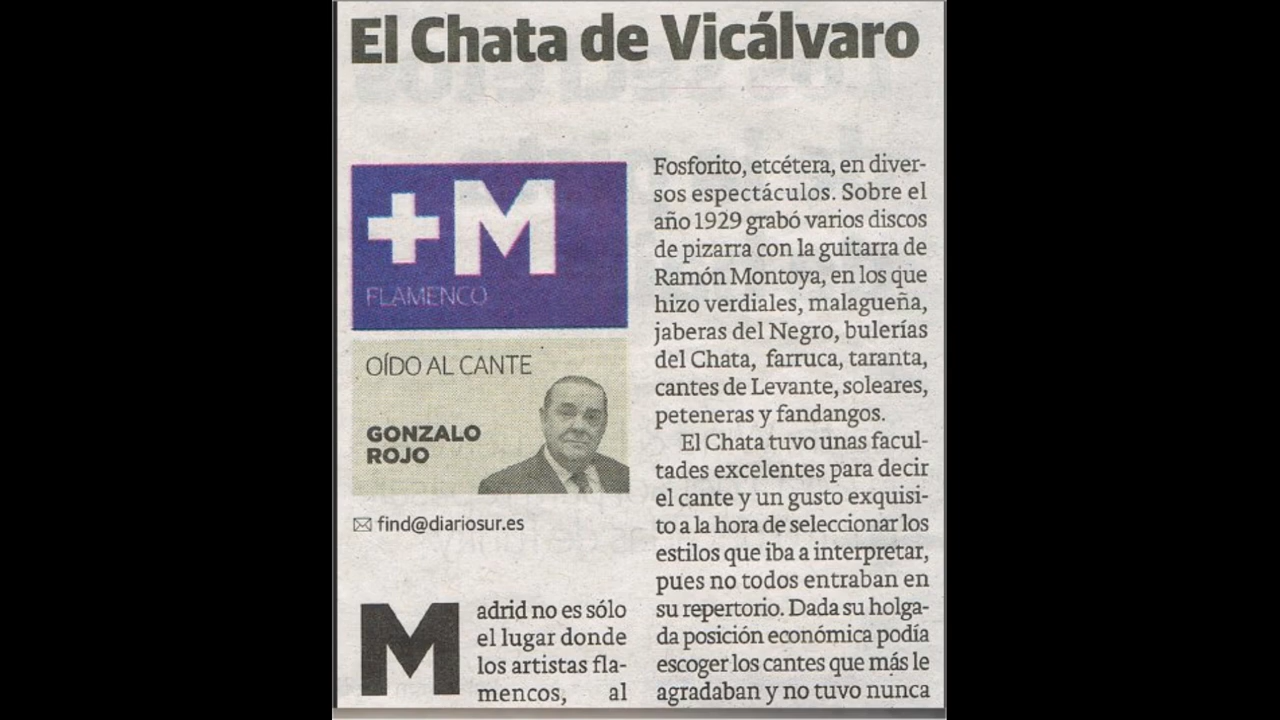 El Chata de Vicálvaro
+M
FLAMENCO
OÍDO AL CANTE
GONZALO
ROJO
find@diariosur.es
Madrid no es sólo
el lugar donde
los artistas fla-
mencos, al
Fosforito, etcétera, en diver-
sos espectáculos. Sobre el
año 1929 grabó varios discos
de pizarra con la guitarra de
Ramón Montoya, en los que
hizo verdiales, malagueña,
jaberas del Negro, bulerías
del Chata, farruca, taranta,
cantes de Levante, soleares,
peteneras y fandangos.
El Chata tuvo unas facul-
tades excelentes para decir
el cante y un gusto exquisi-
to a la hora de seleccionar los
estilos que iba a interpretar,
pues no todos entraban en
su repertorio. Dada su holga-
da posición económica podía
escoger los cantes que más le
agradaban y no tuvo nunca